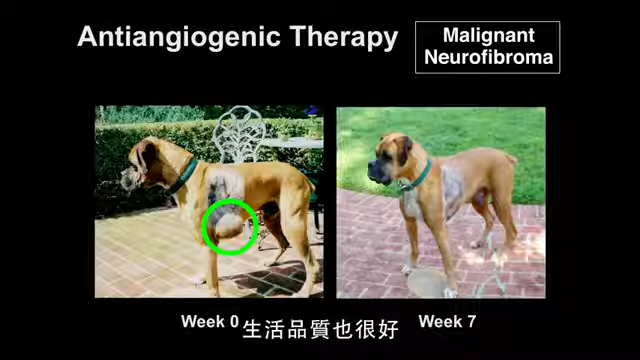 Antiangiogenic Therapy
Malignant
Neurofibroma
Week 0
Week 7
生活品質也很好